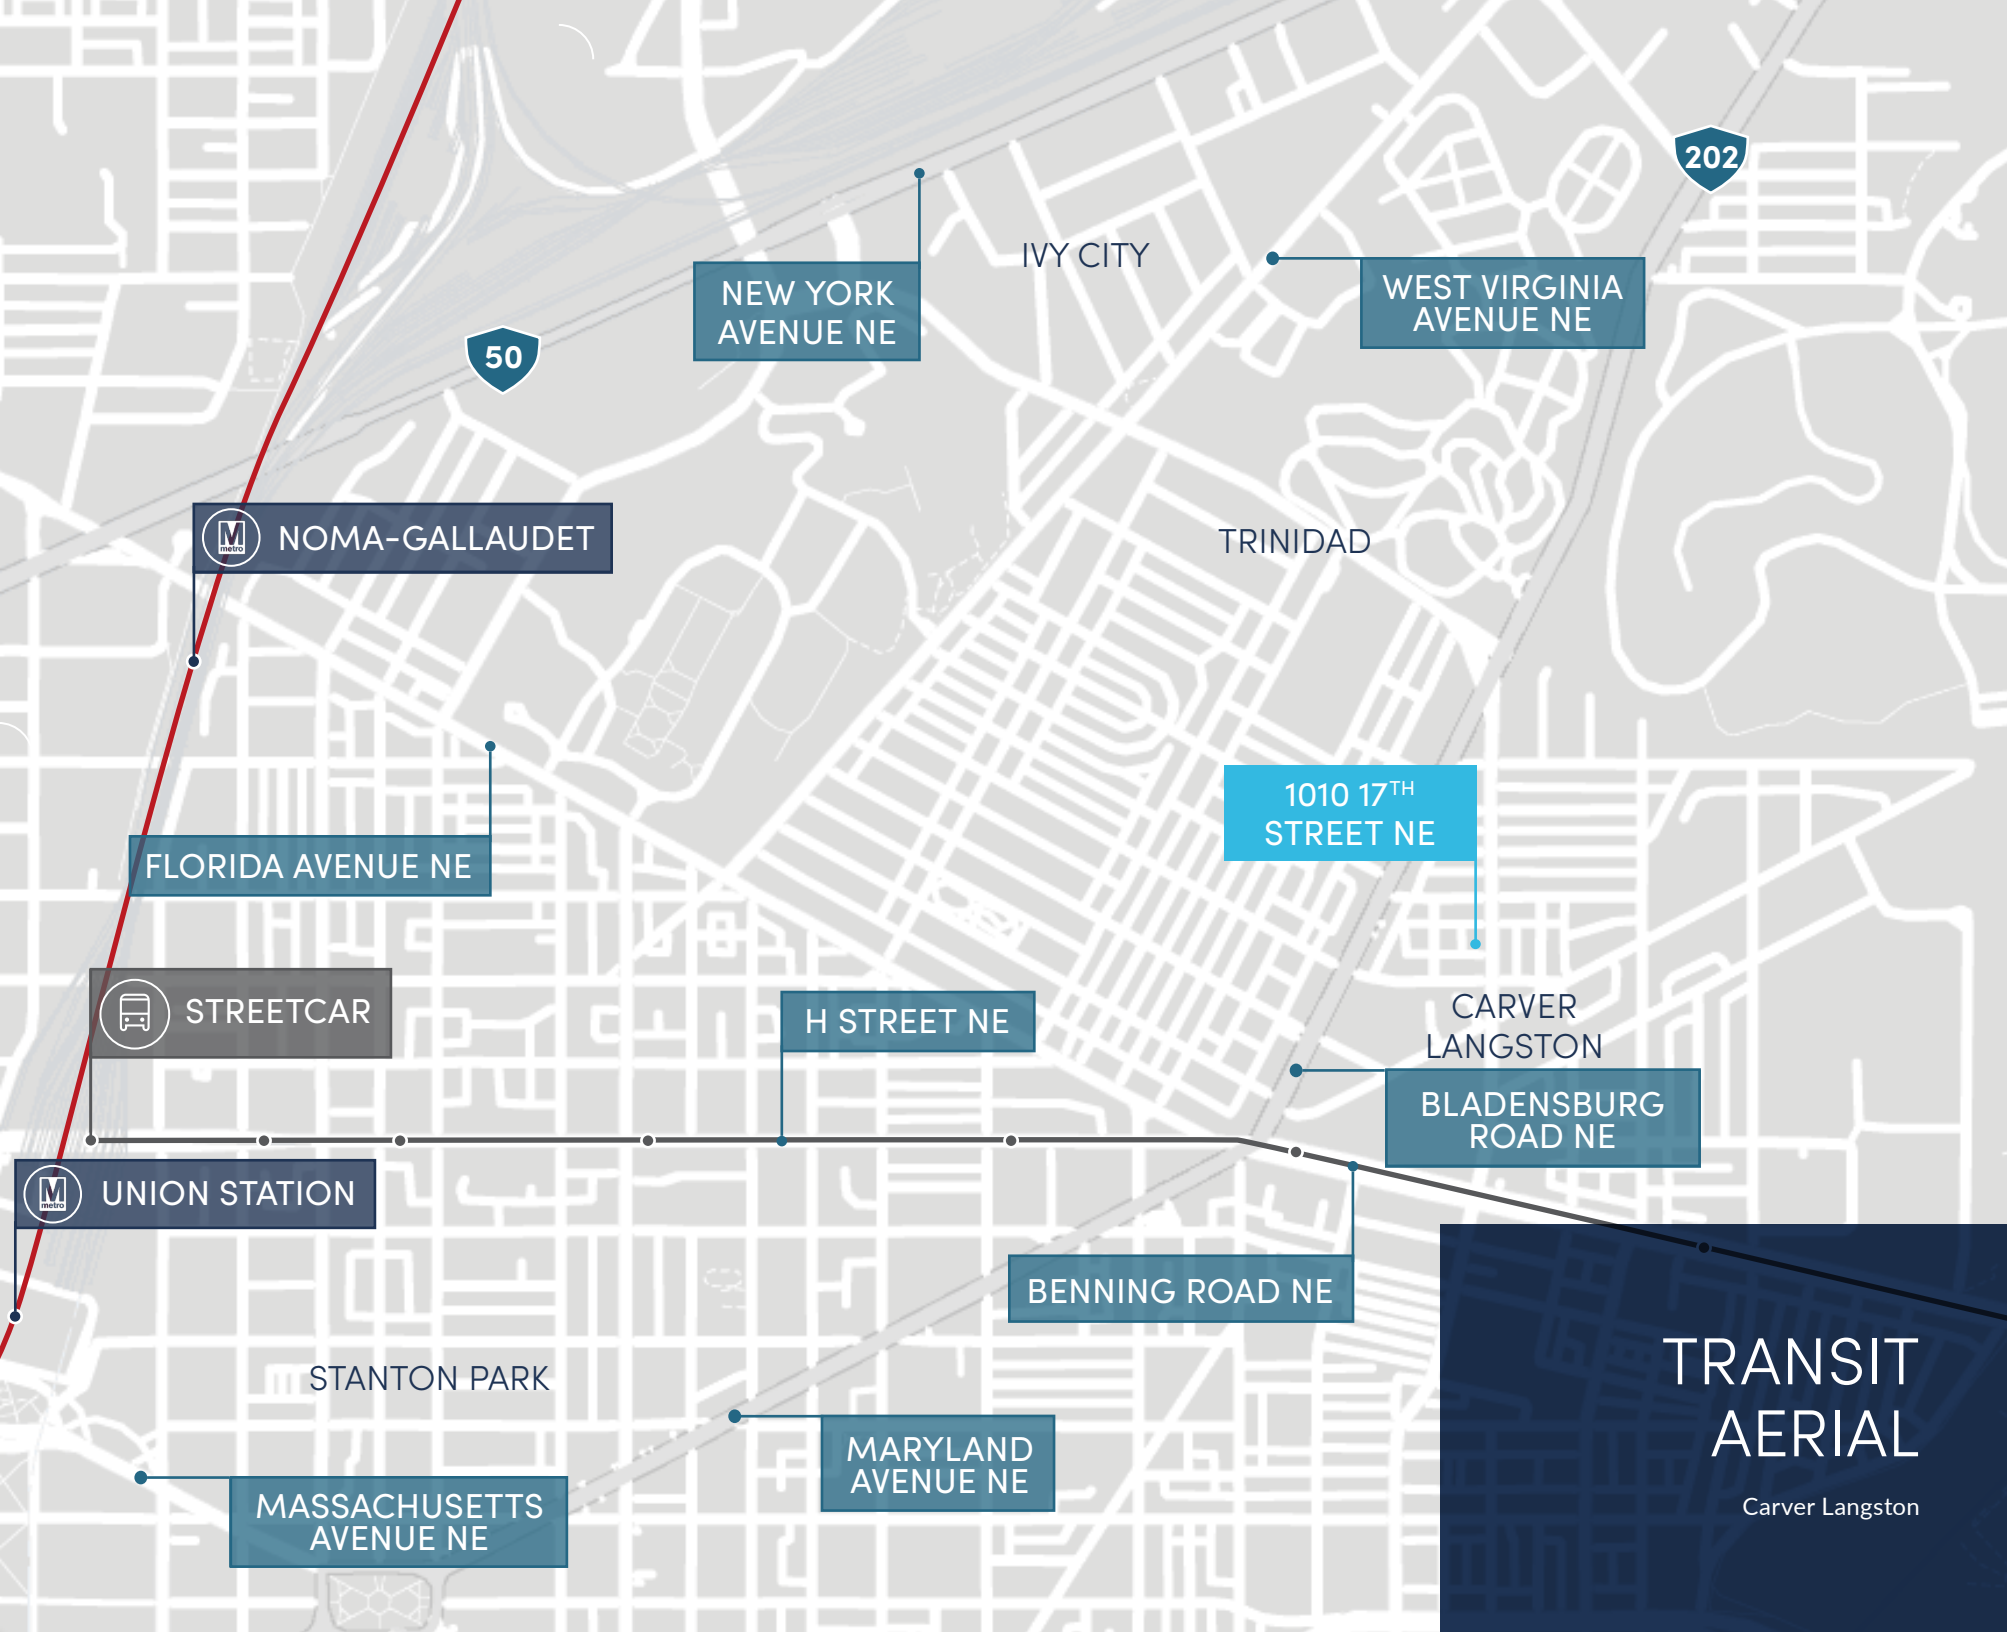 202
NEW YORK
AVENUE NE
IVY CITY
WEST VIRGINIA
AVENUE NE
50
M
metro
NOMA-GALLAUDET
TRINIDAD
1010 17TH
STREET NE
FLORIDA AVENUE NE
STREETCAR
H STREET NE
CARVER
LANGSTON
BLADENSBURG
ROAD NE
M
metro
UNION STATION
BENNING ROAD NE
STANTON PARK
MARYLAND
AVENUE NE
MASSACHUSETTS
AVENUE NE
TRANSIT
AERIAL
Carver Langston